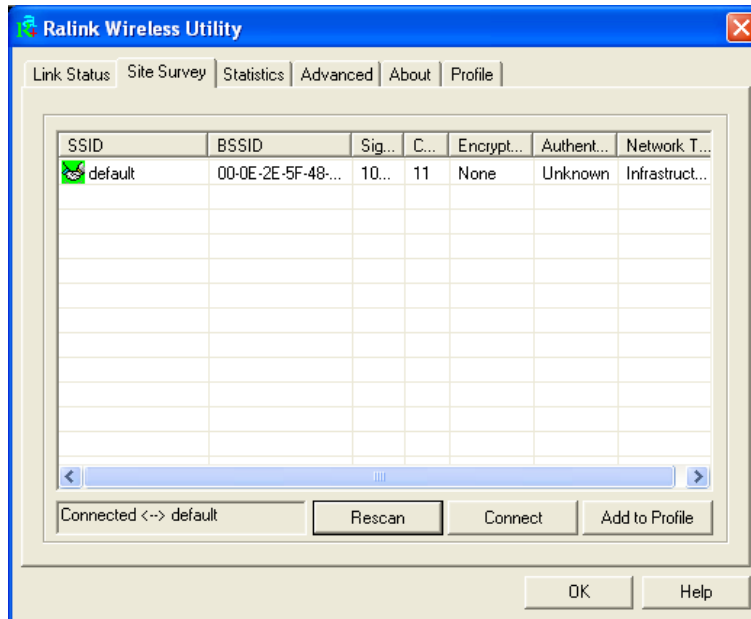 Ralink Wireless Utility
Link Status Site Survey Statistics Advanced About Profile
SSID BSSID Sig... C... Encrypt... Authent... Network T...
default 00-0E-2E-5F-48-... 10... 11 None Unknown Infrastruct...
Connected <--> default Rescan Connect Add to Profile
OK Help